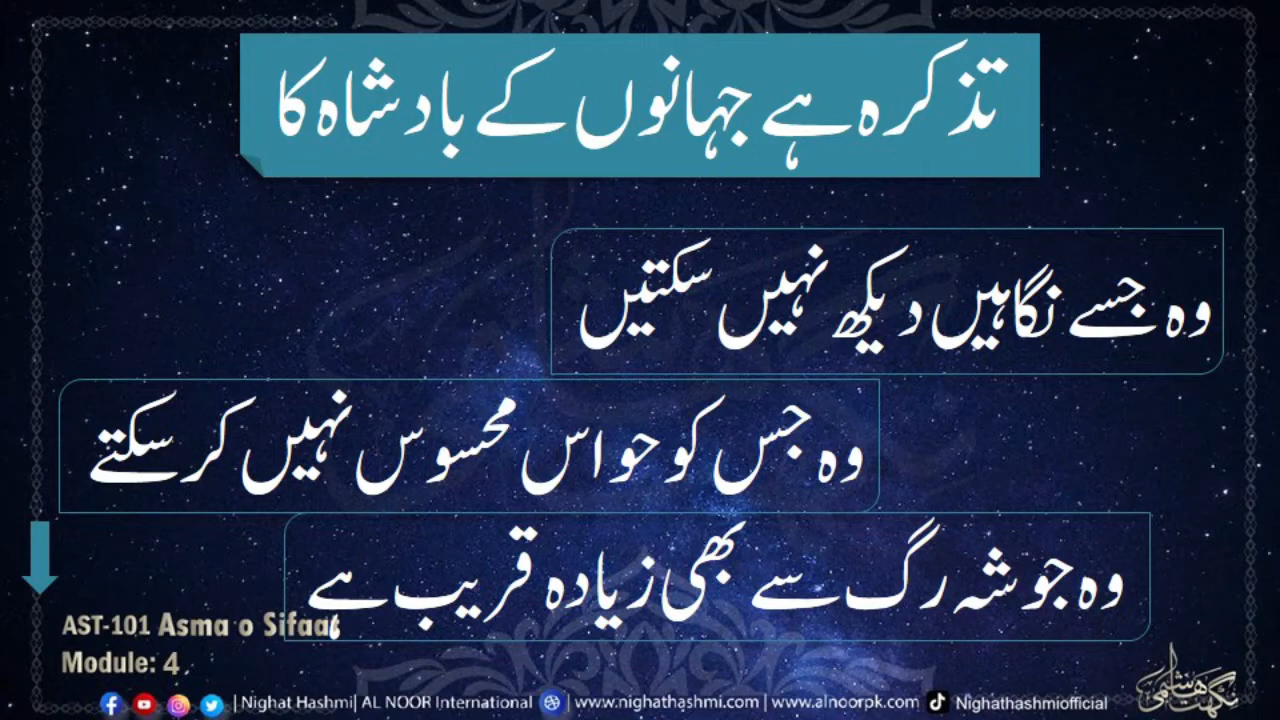 تذکرہ ہے جہانوں کے بادشاہ کا
وہ جسے نگاہیں دیکھ نہیں سکتیں
وہ جس کو حواس محسوس نہیں کر سکتے
وہ جو شہ رگ سے بھی زیادہ قریب ہے
AST-101 Asma o Sifaat
Module: 4
| Nighat Hashmi| AL NOOR International | www.nighathashmi.com | www.alnoorpk.com Nighathashmiofficial
نگہت ہاشمی